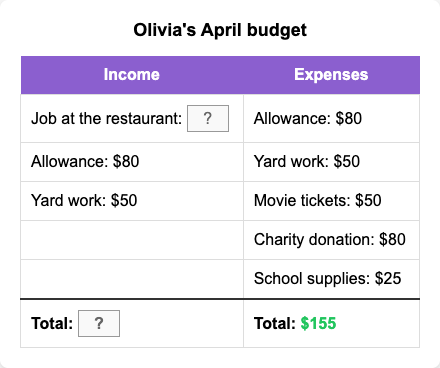 Olivia's April budget
Income Expenses
Job at the restaurant: ? Allowance: $80
Allowance: $80 Yard work: $50
Yard work: $50 Movie tickets: $50
Charity donation: $80
School supplies: $25
Total: ? Total: $155